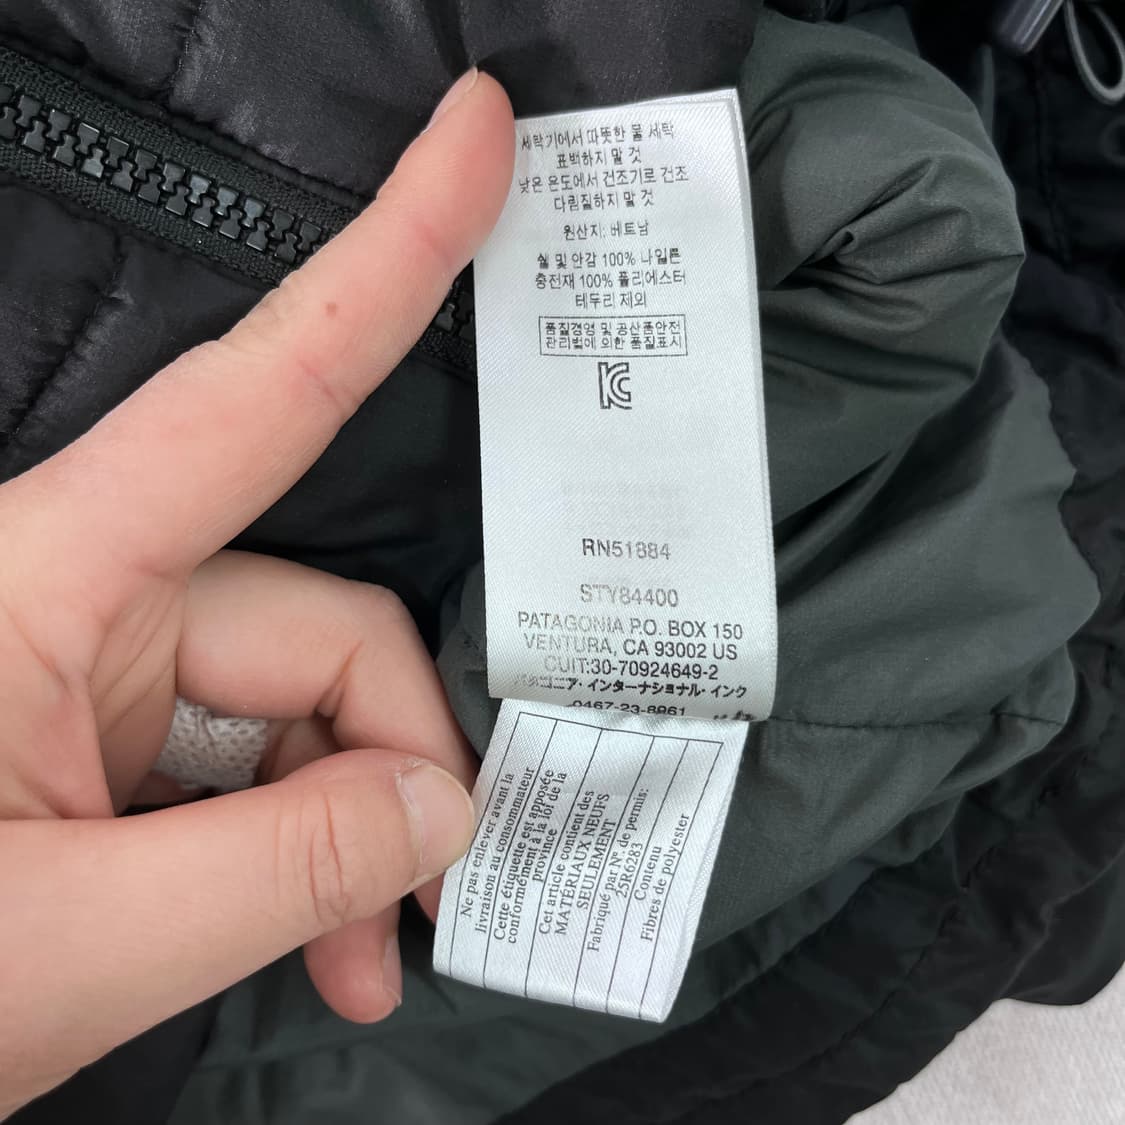 세탁기에서 따뜻한 물 세탁
표백하지 말 것
낮은 온도에서 건조기로 건조
다림질하지 말 것
원산지: 베트남
쉘 및 안감 100% 나일론
충전재 100% 폴리에스터
테두리 제외
품질경영 및 공산품안전
관리법에 의한 품질표시
RN51884
STY84400
PATAGONIA P.O. BOX 150
VENTURA, CA 93002 US
CUIT:30-70924649-2
パタゴニア・インターナショナル・インク
0467-23-8961
Ne pas enlever avant la
livraison au consommateur
Cette étiquette est apposée
conformément à la loi de la
province
Cet article contient des
MATÉRIAUX NEUFS
SEULEMENT
Fabriqué par Nº. de permis:
25R6283
Contenu
Fibres de polyester